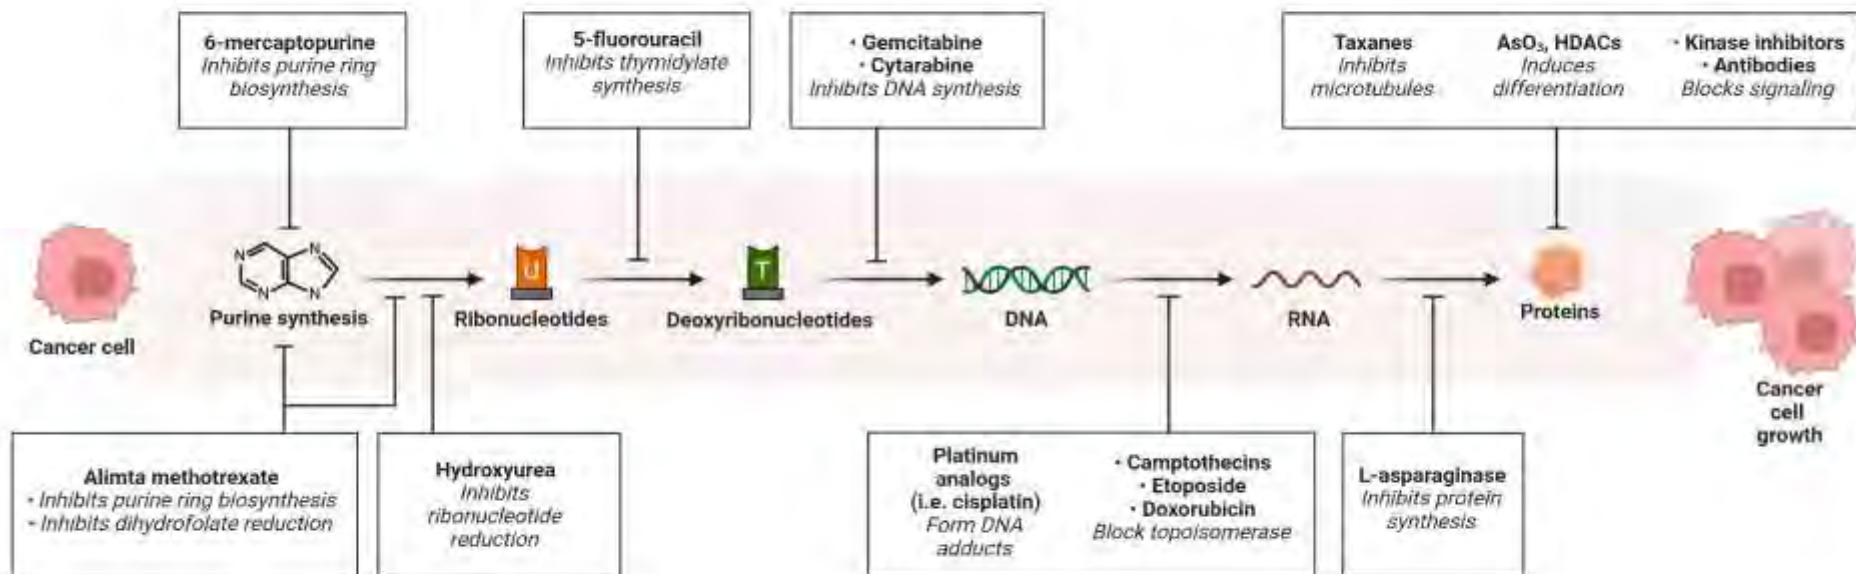 6-mercaptopurine
Inhibits purine ring
biosynthesis
5-fluorouracil
Inhibits thymidylate
synthesis
• Gemcitabine
• Cytarabine
Inhibits DNA synthesis
Taxanes
Inhibits
microtubules
AsO₃, HDACs
Induces
differentiation
• Kinase inhibitors
• Antibodies
Blocks signaling
Cancer cell
N
N
N
N
Purine synthesis
U
Ribonucleotides
T
Deoxyribonucleotides
DNA
RNA
Proteins
Cancer
cell
growth
Alimta methotrexate
• Inhibits purine ring biosynthesis
• Inhibits dihydrofolate reduction
Hydroxyurea
Inhibits
ribonucleotide
reduction
Platinum
analogs
(i.e. cisplatin)
Form DNA
adducts
• Camptothecins
• Etoposide
• Doxorubicin
Block topoisomerase
L-asparaginase
Inhibits protein
synthesis